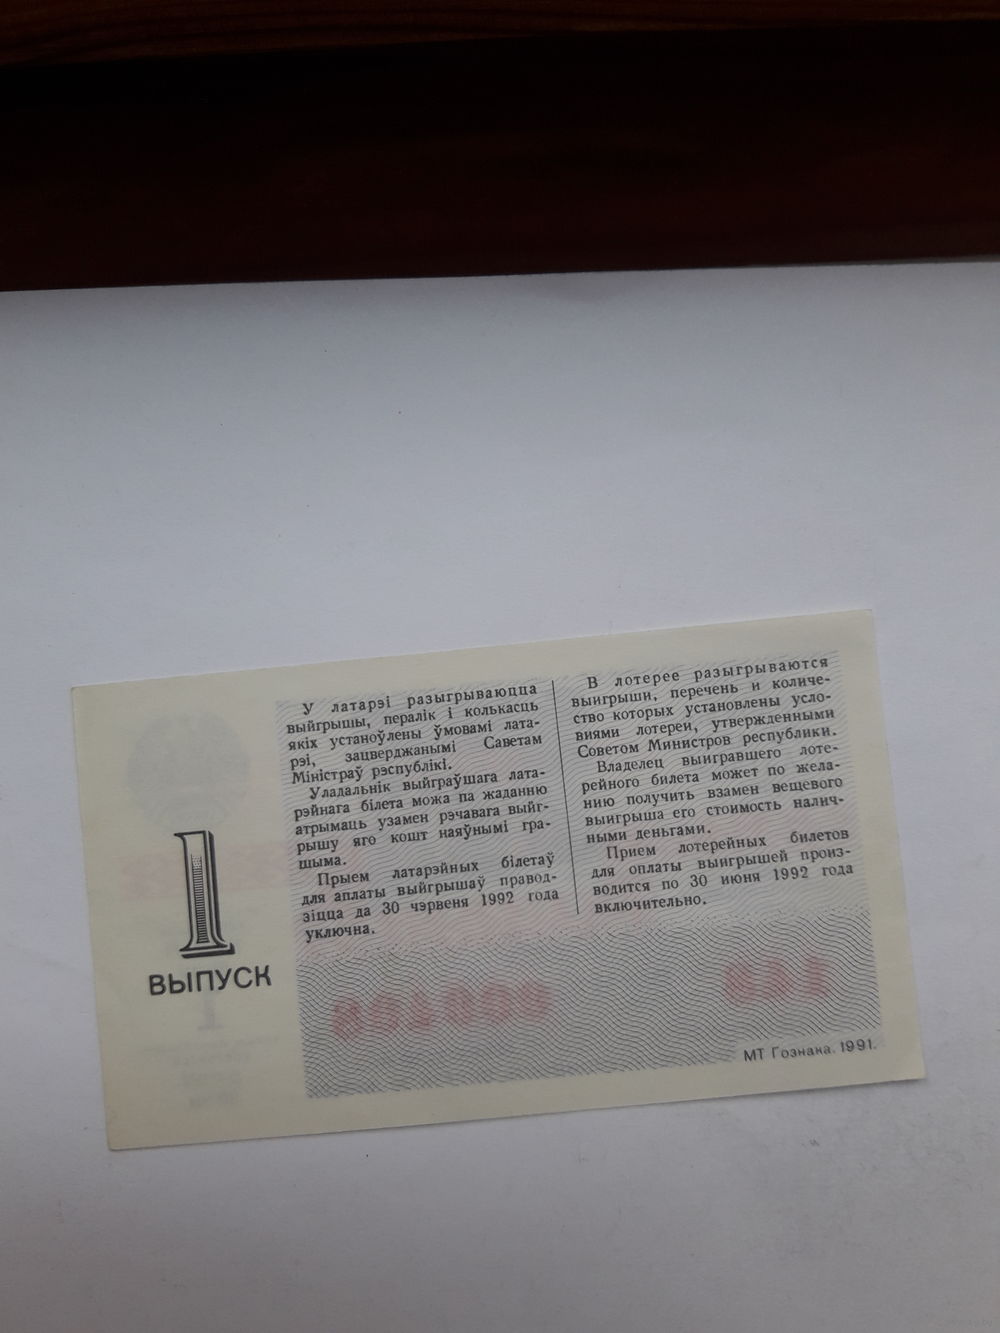 1
ВЫПУСК
У латарэі разыгрываюцца
выйгрышы, пералік і колькасць
якіх устаноўлены ўмовамі лата-
рэі, зацверджанымі Саветам
Міністраў рэспублікі.
Уладальнік выйграўшага лата-
рэйнага білета можа па жаданню
атрымаць узамен рэчавага выйг-
рышу яго кошт наяўнымі гра-
шыма.
Прыем латарэйных білетаў
для аплаты выйгрышаў право-
дзіцца да 30 чэрвеня 1992 года
уключна.
В лотерее разыгрываются
выигрыши, перечень и количе-
ство которых установлены усло-
виями лотереи, утвержденными
Советом Министров республики.
Владелец выигравшего лоте-
рейного билета может по жела-
нию получить взамен вещевого
выигрыша его стоимость налич-
ными деньгами.
Прием лотерейных билетов
для оплаты выигрышей произ-
водится по 30 июня 1992 года
включительно.
МТ Гознака. 1991.